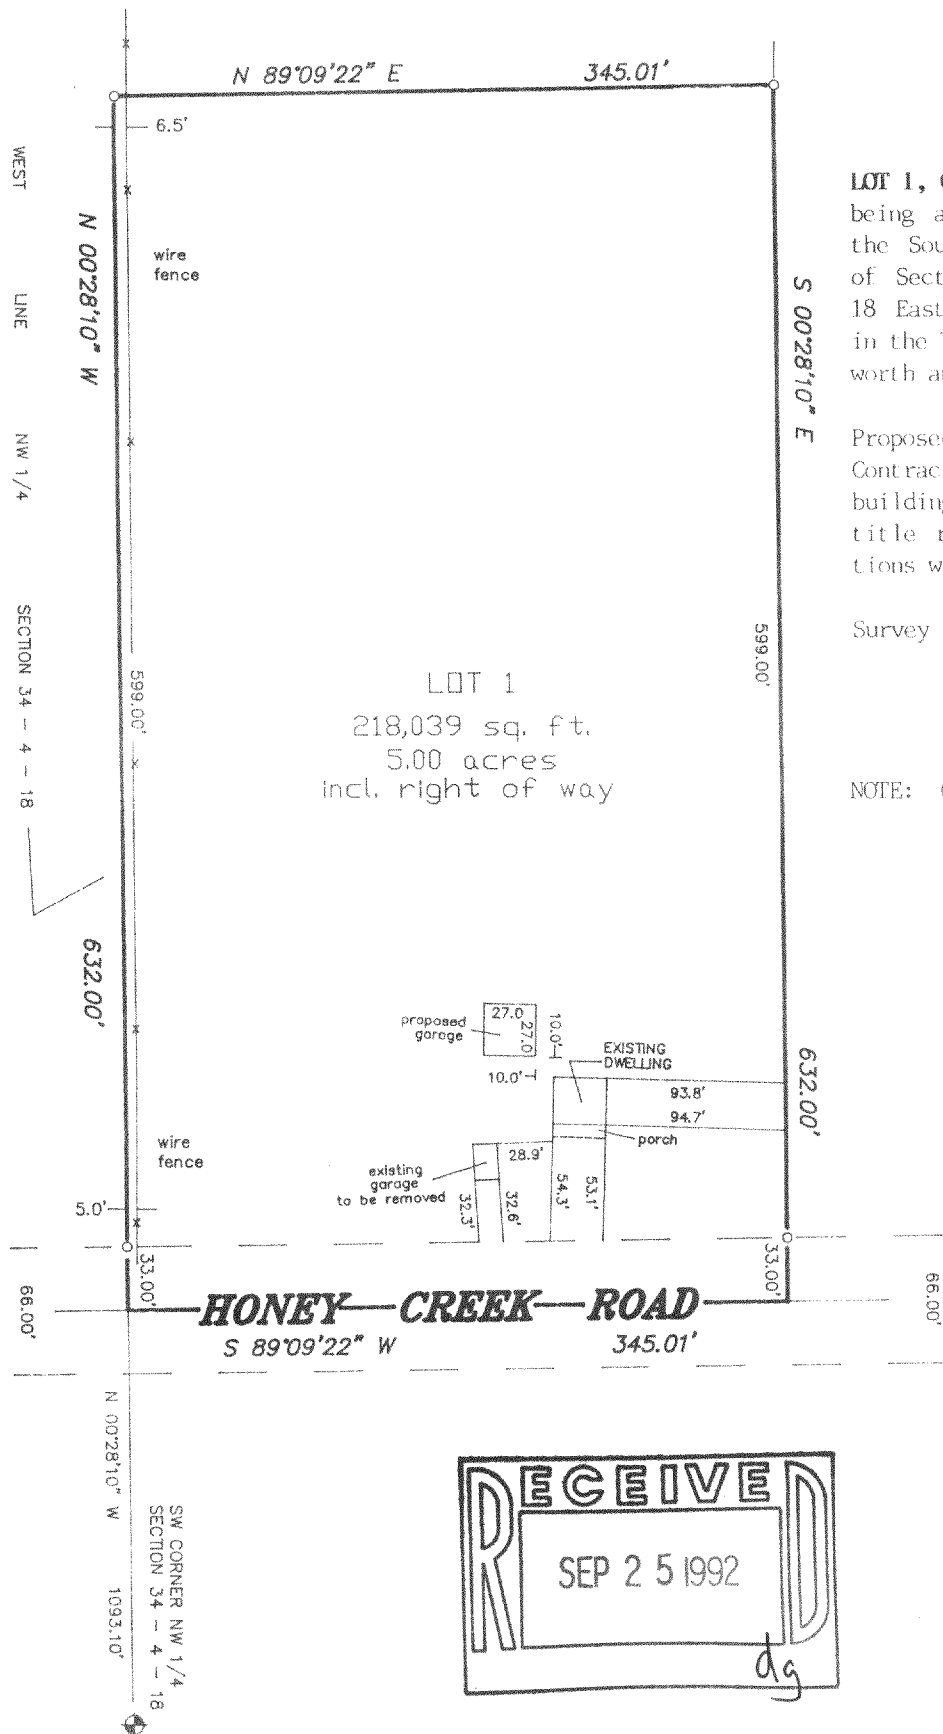 N 89°09'22" E 345.01'
6.5'
WEST LINE NW 1/4 SECTION 34 - 4 - 18
N 00°28'10" W
wire
fence
S 00°28'10" E
LOT 1,
being a
the Sou
of Sect
18 East
in the
worth a
Proposed
Contrac
building
title r
tions w
Survey
NOTE:
599.00'
599.00'
LOT 1
218,039 sq. ft.
5.00 acres
incl. right of way
632.00'
632.00'
proposed
garage
27.0
27.0
10.0'
10.0'
EXISTING
DWELLING
93.8'
94.7'
porch
wire
fence
existing
garage
to be removed
28.9'
32.3'
32.6'
54.3'
53.1'
5.0'
33.00'
33.00'
66.00'
66.00'
HONEY CREEK ROAD
S 89°09'22" W 345.01'
N 00°28'10" W 1093.10'
SW CORNER NW 1/4
SECTION 34 - 4 - 18
RECEIVED
SEP 25 1992
dg